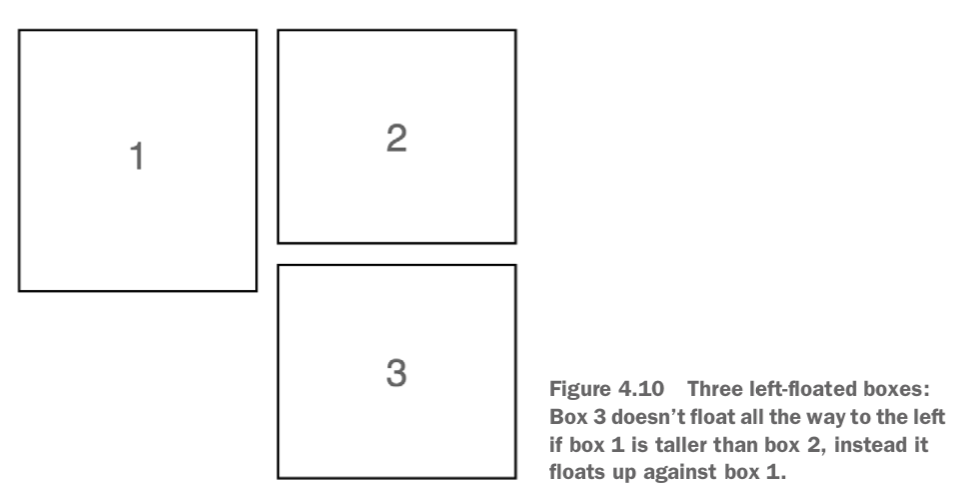 1
2
3
Figure 4.10 Three left-floated boxes:
Box 3 doesn’t float all the way to the left
if box 1 is taller than box 2, instead it
floats up against box 1.